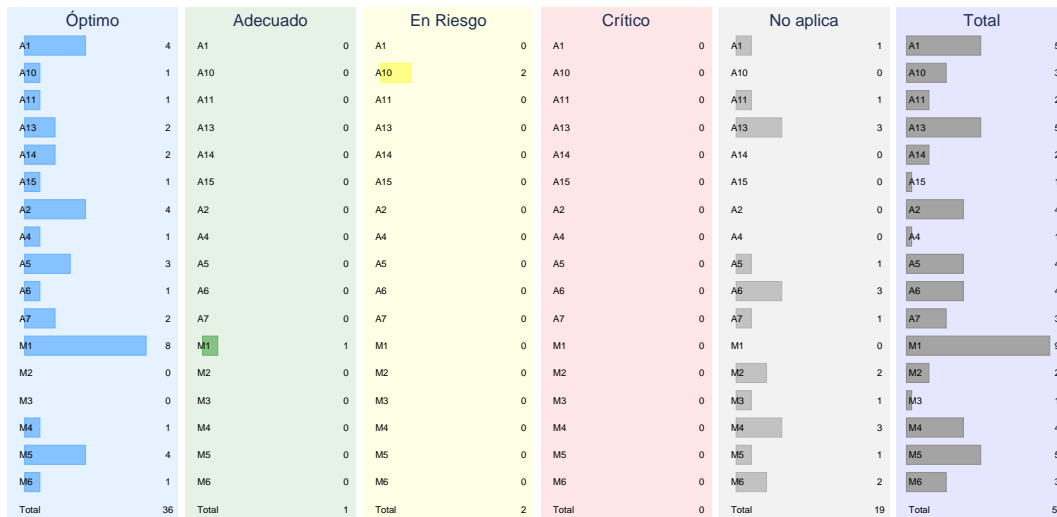 Óptimo Adecuado En Riesgo Crítico No aplica Total
A1 4 A1 0 A1 0 A1 0 A1 1 A1 5
A10 1 A10 0 A10 2 A10 0 A10 0 A10 3
A11 1 A11 0 A11 0 A11 0 A11 1 A11 2
A13 2 A13 0 A13 0 A13 0 A13 3 A13 5
A14 2 A14 0 A14 0 A14 0 A14 0 A14 2
A15 1 A15 0 A15 0 A15 0 A15 0 A15 1
A2 4 A2 0 A2 0 A2 0 A2 0 A2 4
A4 1 A4 0 A4 0 A4 0 A4 0 A4 1
A5 3 A5 0 A5 0 A5 0 A5 1 A5 4
A6 1 A6 0 A6 0 A6 0 A6 3 A6 4
A7 2 A7 0 A7 0 A7 0 A7 1 A7 3
M1 8 M1 1 M1 0 M1 0 M1 0 M1 9
M2 0 M2 0 M2 0 M2 0 M2 2 M2 2
M3 0 M3 0 M3 0 M3 0 M3 1 M3 1
M4 1 M4 0 M4 0 M4 0 M4 3 M4 4
M5 4 M5 0 M5 0 M5 0 M5 1 M5 5
M6 1 M6 0 M6 0 M6 0 M6 2 M6 3
Total 36 Total 1 Total 2 Total 0 Total 19 Total 5